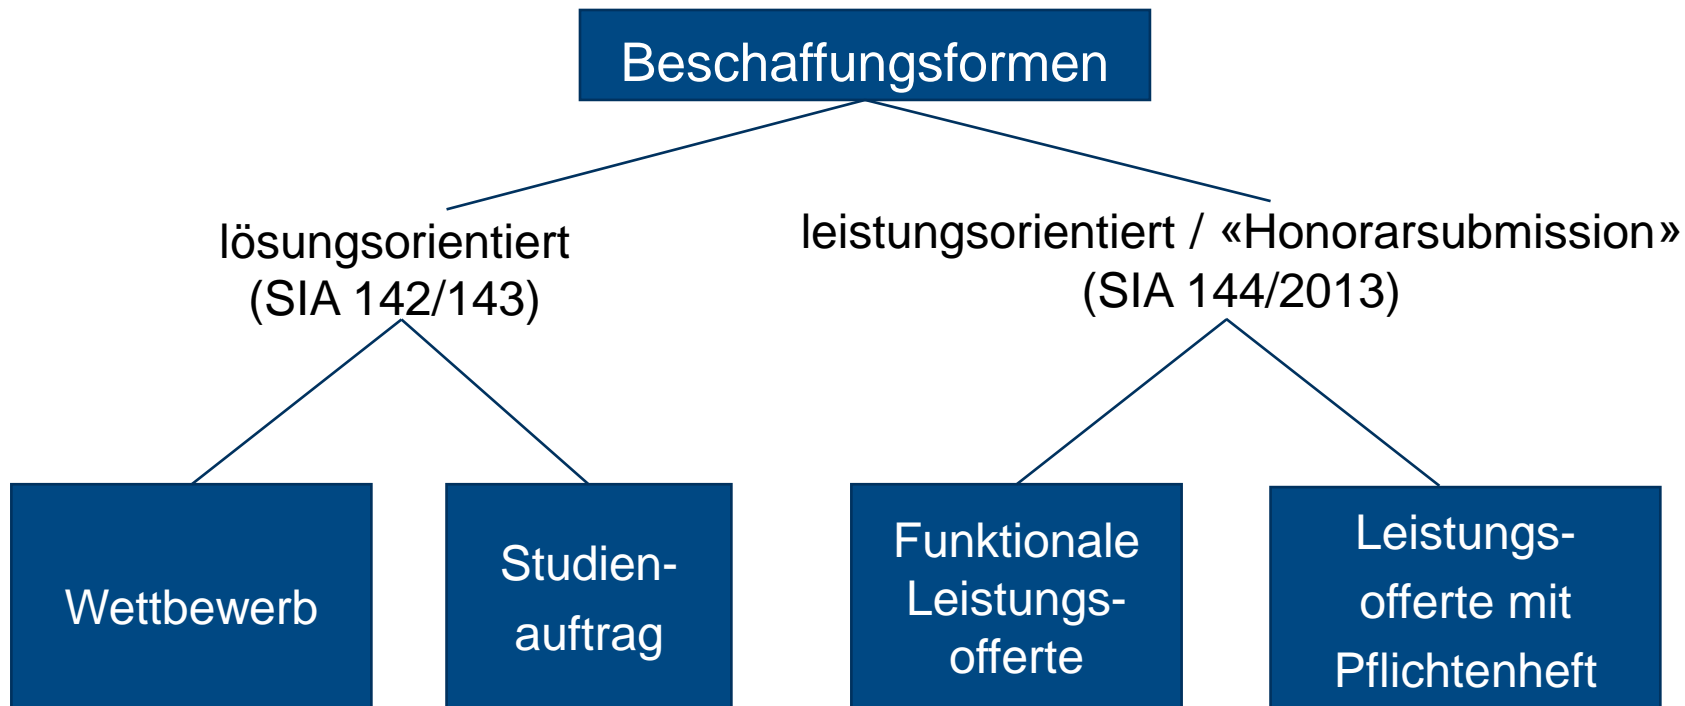 Beschaffungsformen
lösungsorientiert
(SIA 142/143)
leistungsorientiert / «Honorarsubmission»
(SIA 144/2013)
Wettbewerb
Studien-
auftrag
Funktionale
Leistungs-
offerte
Leistungs-
offerte mit
Pflichtenheft